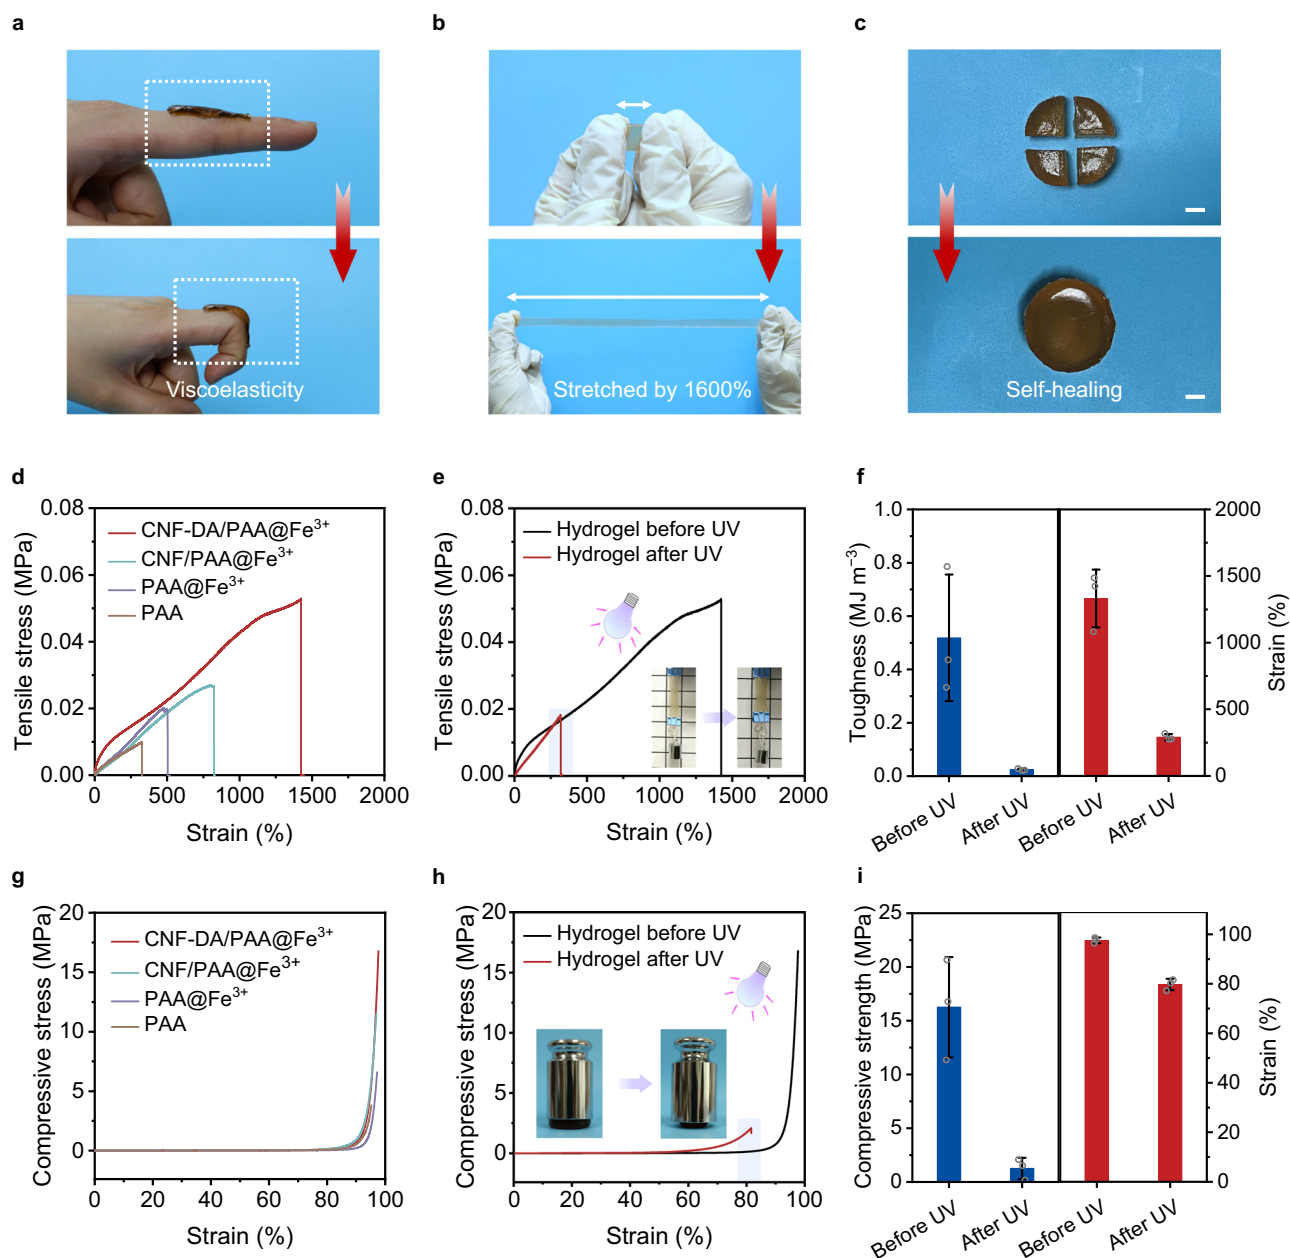 a
b
c
Viscoelasticity
Stretched by 1600%
Self-healing
d
e
f
0.08
0.06
0.04
0.02
0.00
Tensile stress (MPa)
CNF-DA/PAA@Fe³⁺
CNF/PAA@Fe³⁺
PAA@Fe³⁺
PAA
0
500
1000
1500
2000
Strain (%)
0.08
0.06
0.04
0.02
0.00
Tensile stress (MPa)
Hydrogel before UV
Hydrogel after UV
0
500
1000
1500
2000
Strain (%)
1.0
0.8
0.6
0.4
0.2
0.0
Toughness (MJ m⁻³)
2000
1500
1000
500
0
Strain (%)
Before UV
After UV
Before UV
After UV
g
h
i
20
15
10
5
0
Compressive stress (MPa)
CNF-DA/PAA@Fe³⁺
CNF/PAA@Fe³⁺
PAA@Fe³⁺
PAA
0
20
40
60
80
100
Strain (%)
20
15
10
5
0
Compressive stress (MPa)
Hydrogel before UV
Hydrogel after UV
0
20
40
60
80
100
Strain (%)
25
20
15
10
5
0
Compressive strength (MPa)
100
80
60
40
20
0
Strain (%)
Before UV
After UV
Before UV
After UV